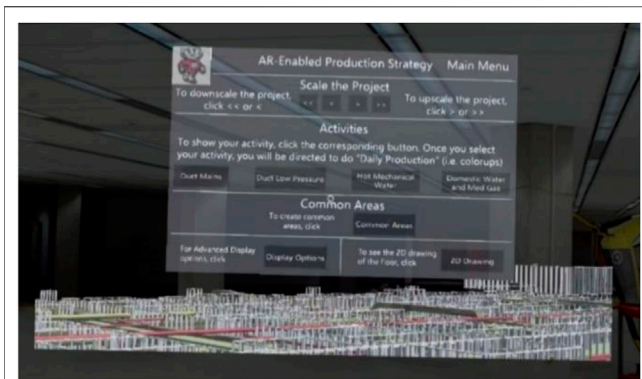 AR-Enabled Production Strategy Main Menu
Scale the Project
To downscale the project,
click << or <
<< < > >>
To upscale the project,
click > or >>
Activities
To show your activity, click the corresponding button. Once you select
your activity, you will be directed to do "Daily Production" (i.e. colorups)
Duct Mains
Duct Low Pressure
Hot Mechanical
Water
Domestic Water
and Med Gas
Common Areas
To create common
areas, click
Common Areas
For Advanced Display
options, click
Display Options
To see the 2D drawing
of the floor, click
2D Drawing